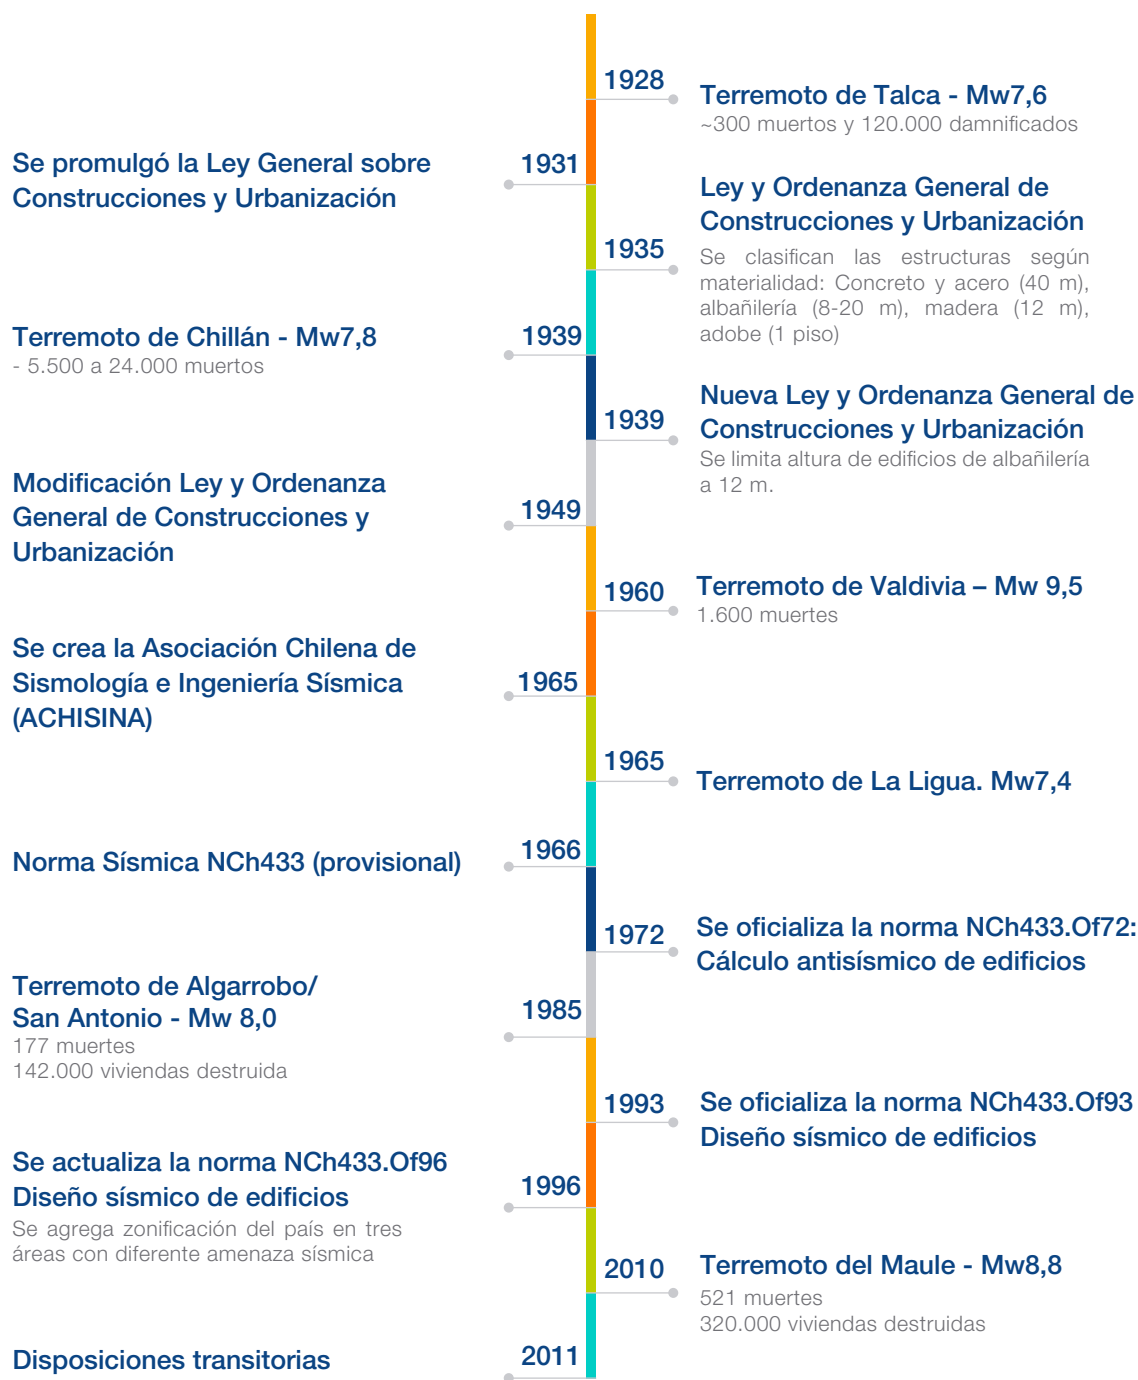 1928
Terremoto de Talca - Mw7,6
~300 muertos y 120.000 damnificados
1931
Se promulgó la Ley General sobre
Construcciones y Urbanización
1935
Ley y Ordenanza General de
Construcciones y Urbanización
Se clasifican las estructuras según
materialidad: Concreto y acero (40 m),
albañilería (8-20 m), madera (12 m),
adobe (1 piso)
1939
Terremoto de Chillán - Mw7,8
- 5.500 a 24.000 muertos
1939
Nueva Ley y Ordenanza General de
Construcciones y Urbanización
Se limita altura de edificios de albañilería
a 12 m.
1949
Modificación Ley y Ordenanza
General de Construcciones y
Urbanización
1960
Terremoto de Valdivia – Mw 9,5
1.600 muertes
1965
Se crea la Asociación Chilena de
Sismología e Ingeniería Sísmica
(ACHISINA)
1965
Terremoto de La Ligua. Mw7,4
1966
Norma Sísmica NCh433 (provisional)
1972
Se oficializa la norma NCh433.Of72:
Cálculo antisísmico de edificios
1985
Terremoto de Algarrobo/
San Antonio - Mw 8,0
177 muertes
142.000 viviendas destruida
1993
Se oficializa la norma NCh433.Of93
Diseño sísmico de edificios
1996
Se actualiza la norma NCh433.Of96
Diseño sísmico de edificios
Se agrega zonificación del país en tres
áreas con diferente amenaza sísmica
2010
Terremoto del Maule - Mw8,8
521 muertes
320.000 viviendas destruidas
2011
Disposiciones transitorias